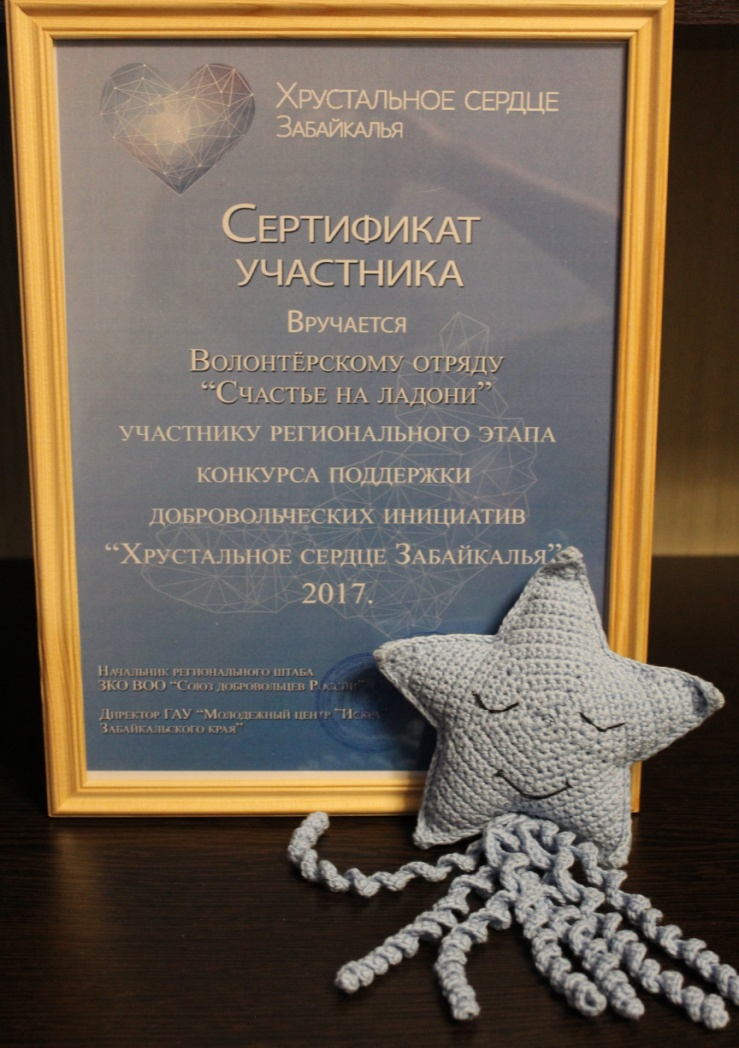 Хрустальное сердце
Забайкалья
Сертификат
участника
Вручается
Волонтёрскому отряду
“Счастье на ладони”
участнику регионального этапа
конкурса поддержки
добровольческих инициатив
“Хрустальное сердце Забайкалья”
2017.
Начальник регионального штаба
ЗКО ВОО “Союз добровольцев России”
Директор ГАУ “Молодежный центр “Искра”
Забайкальского края”